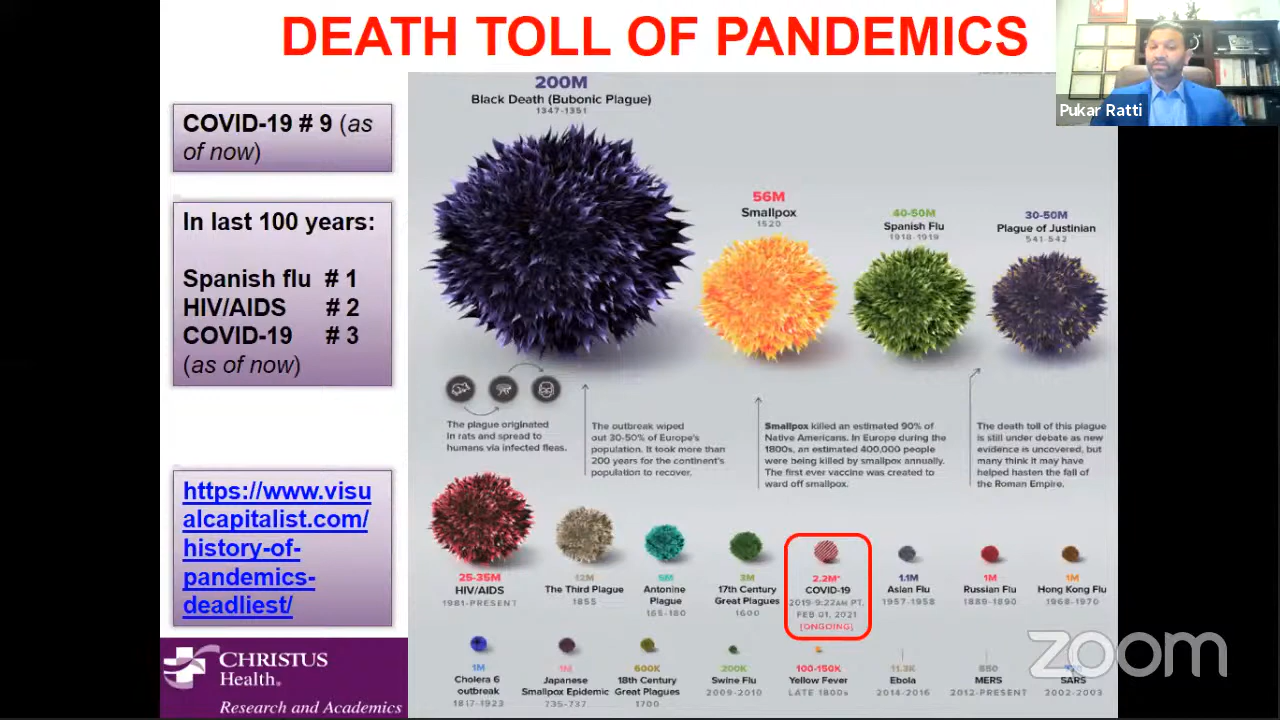 DEATH TOLL OF PANDEMICS
Pukar Ratti
COVID-19 # 9 (as
of now)
In last 100 years:
Spanish flu # 1
HIV/AIDS # 2
COVID-19 # 3
(as of now)
https://www.visu
alcapitalist.com/
history-of-
pandemics-
deadliest/
CHRISTUS
Health.
Research and Academics
200M
Black Death (Bubonic Plague)
1347-1351
56M
Smallpox
1520
40-50M
Spanish Flu
1918-1919
30-50M
Plague of Justinian
541-542
The plague originated
in rats and spread to
humans via infected fleas.
The outbreak wiped
out 30-50% of Europe's
population. It took more than
200 years for the continent's
population to recover.
Smallpox killed an estimated 90% of
Native Americans. In Europe during the
1800s, an estimated 400,000 people
were being killed by smallpox annually.
The first ever vaccine was created to
ward off smallpox.
The death toll of this plague
is still under debate as new
evidence is uncovered, but
many think it may have
helped hasten the fall of
the Roman Empire.
25-35M
HIV/AIDS
1981-PRESENT
12M
The Third Plague
1855
5M
Antonine
Plague
165-180
3M
17th Century
Great Plagues
1600
2.2M*
COVID-19
2019-9:22AM PT,
FEB 01, 2021
[ONGOING]
1.1M
Asian Flu
1957-1958
1M
Russian Flu
1889-1890
1M
Hong Kong Flu
1968-1970
1M
Cholera 6
outbreak
1817-1923
1M
Japanese
Smallpox Epidemic
735-737
600K
18th Century
Great Plagues
1700
200K
Swine Flu
2009-2010
100-150K
Yellow Fever
LATE 1800s
11.3K
Ebola
2014-2016
850
MERS
2012-PRESENT
SARS
2002-2003
zoom